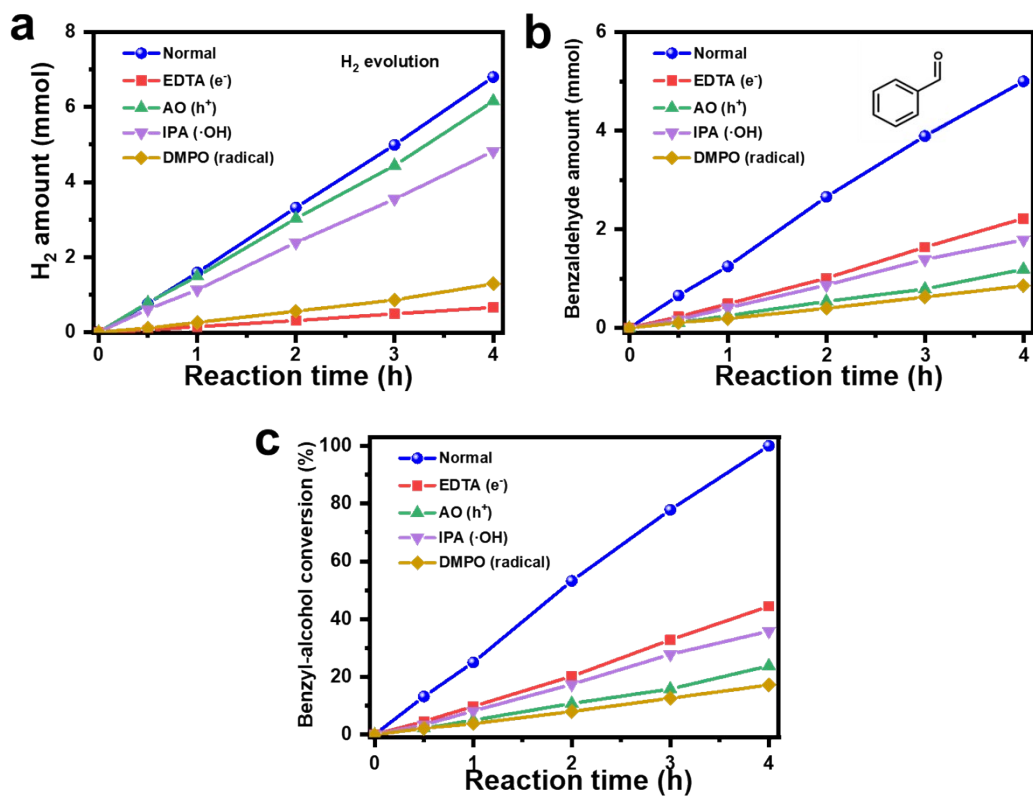 a
H₂ amount (mmol)
8
6
4
2
0
Normal
EDTA (e⁻)
AO (h⁺)
IPA (·OH)
DMPO (radical)
H₂ evolution
0 1 2 3 4
Reaction time (h)
b
Benzaldehyde amount (mmol)
6
4
2
0
Normal
EDTA (e⁻)
AO (h⁺)
IPA (·OH)
DMPO (radical)
O
0 1 2 3 4
Reaction time (h)
c
Benzyl-alcohol conversion (%)
100
80
60
40
20
0
Normal
EDTA (e⁻)
AO (h⁺)
IPA (·OH)
DMPO (radical)
0 1 2 3 4
Reaction time (h)